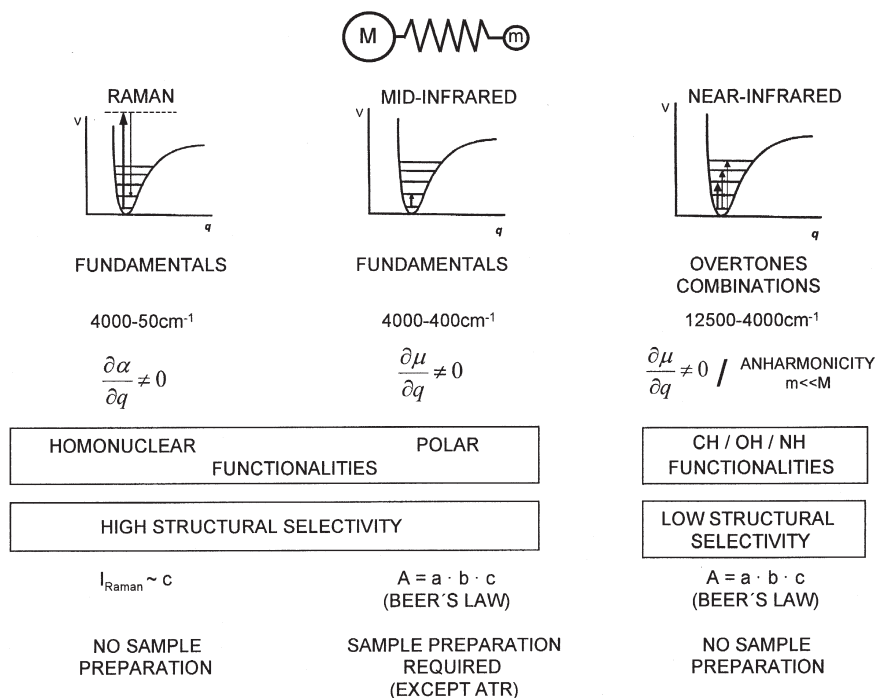 M m
RAMAN MID-INFRARED NEAR-INFRARED
V V V
q q q
FUNDAMENTALS FUNDAMENTALS OVERTONES
COMBINATIONS
4000-50cm⁻¹ 4000-400cm⁻¹ 12500-4000cm⁻¹
∂α/∂q ≠ 0 ∂μ/∂q ≠ 0 ∂μ/∂q ≠ 0 / ANHARMONICITY
m<<M
HOMONUCLEAR POLAR
FUNCTIONALITIES
CH / OH / NH
FUNCTIONALITIES
HIGH STRUCTURAL SELECTIVITY
LOW STRUCTURAL
SELECTIVITY
I_Raman ~ c
A = a · b · c
(BEER´S LAW)
A = a · b · c
(BEER´S LAW)
NO SAMPLE
PREPARATION
SAMPLE PREPARATION
REQUIRED
(EXCEPT ATR)
NO SAMPLE
PREPARATION